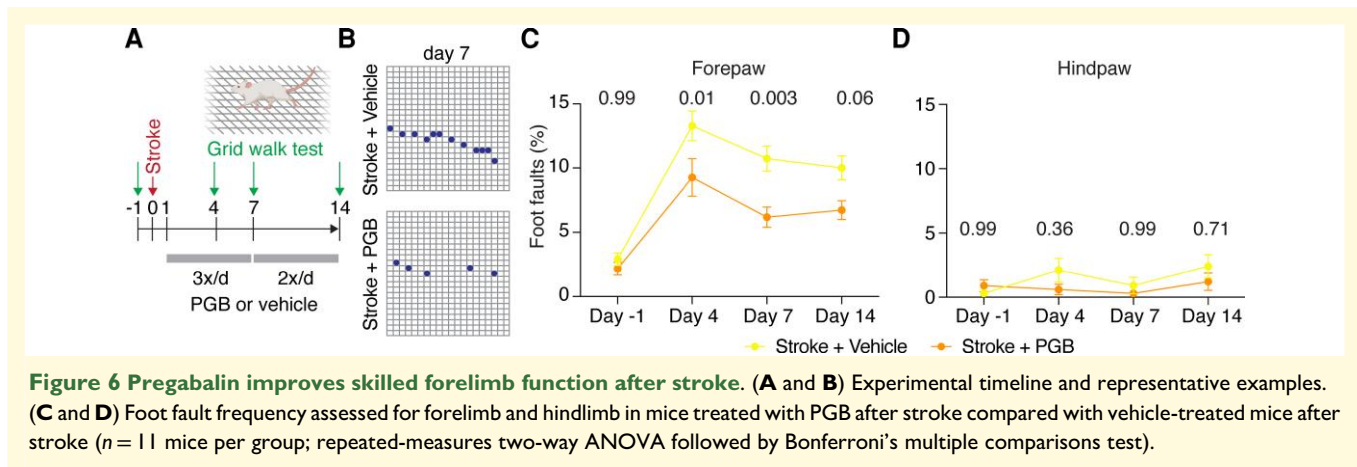 A
Stroke
Grid walk test
-1 0 1 4 7 14
3x/d 2x/d
PGB or vehicle
B
day 7
Stroke + Vehicle
Stroke + PGB
C
Forepaw
0.99 0.01 0.003 0.06
Foot faults (%)
15
10
5
0
Day -1 Day 4 Day 7 Day 14
D
Hindpaw
15
10
5
0
0.99 0.36 0.99 0.71
Day -1 Day 4 Day 7 Day 14
Stroke + Vehicle Stroke + PGB
Figure 6 Pregabalin improves skilled forelimb function after stroke. (A and B) Experimental timeline and representative examples.
(C and D) Foot fault frequency assessed for forelimb and hindlimb in mice treated with PGB after stroke compared with vehicle-treated mice after
stroke (n = 11 mice per group; repeated-measures two-way ANOVA followed by Bonferroni's multiple comparisons test).